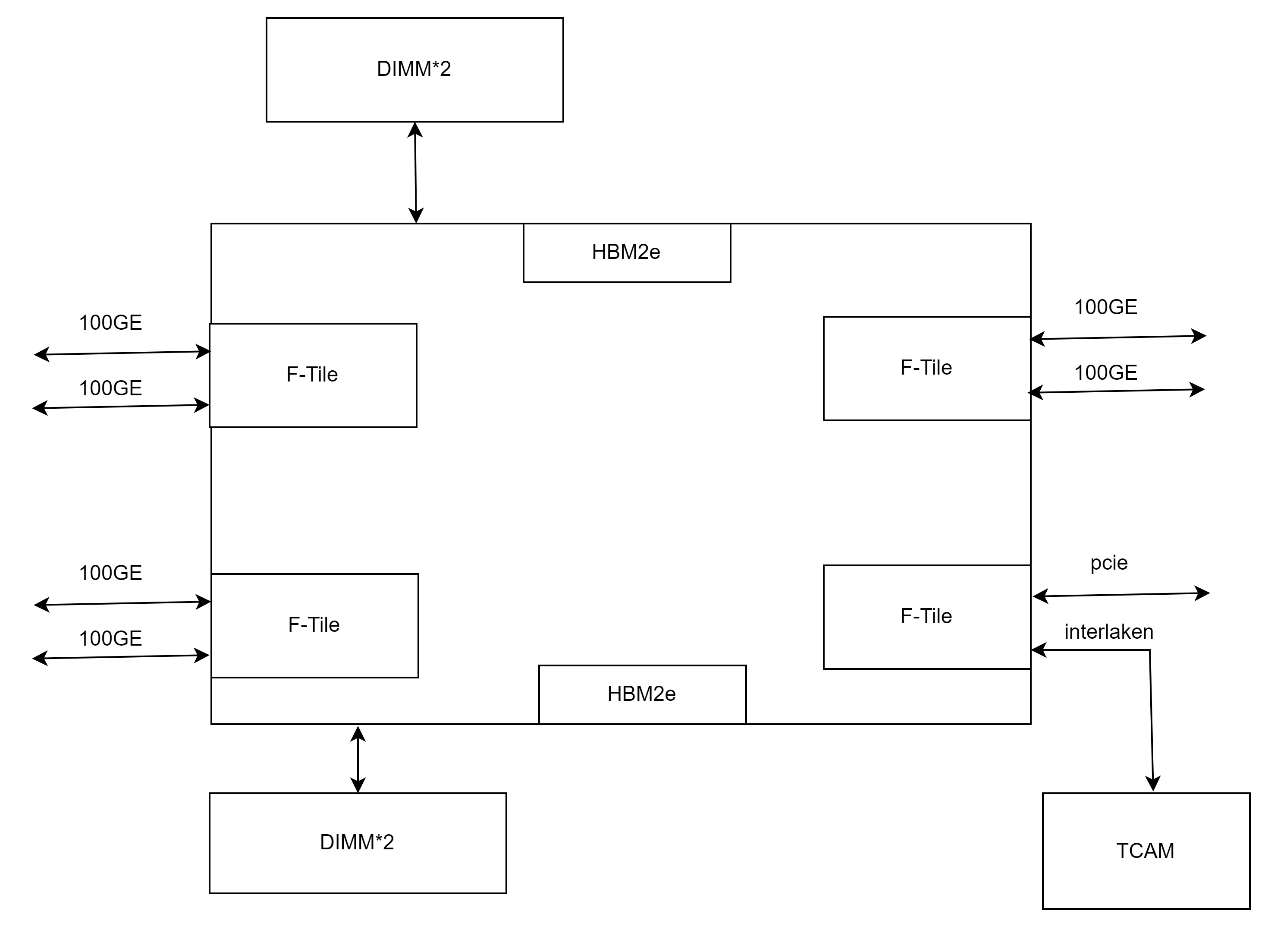 DIMM*2
HBM2e
100GE
100GE
F-Tile
F-Tile
100GE
100GE
100GE
100GE
F-Tile
F-Tile
pcie
interlaken
HBM2e
DIMM*2
TCAM